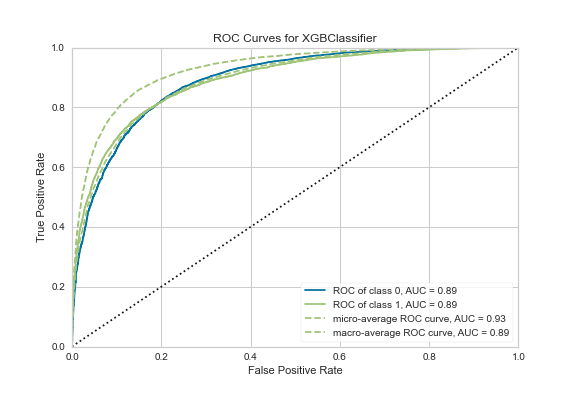 ROC Curves for XGBClassifier
1.0
0.8
0.6
0.4
0.2
0.0
True Positive Rate
0.0 0.2 0.4 0.6 0.8 1.0
False Positive Rate
ROC of class 0, AUC = 0.89
ROC of class 1, AUC = 0.89
micro-average ROC curve, AUC = 0.93
macro-average ROC curve, AUC = 0.89